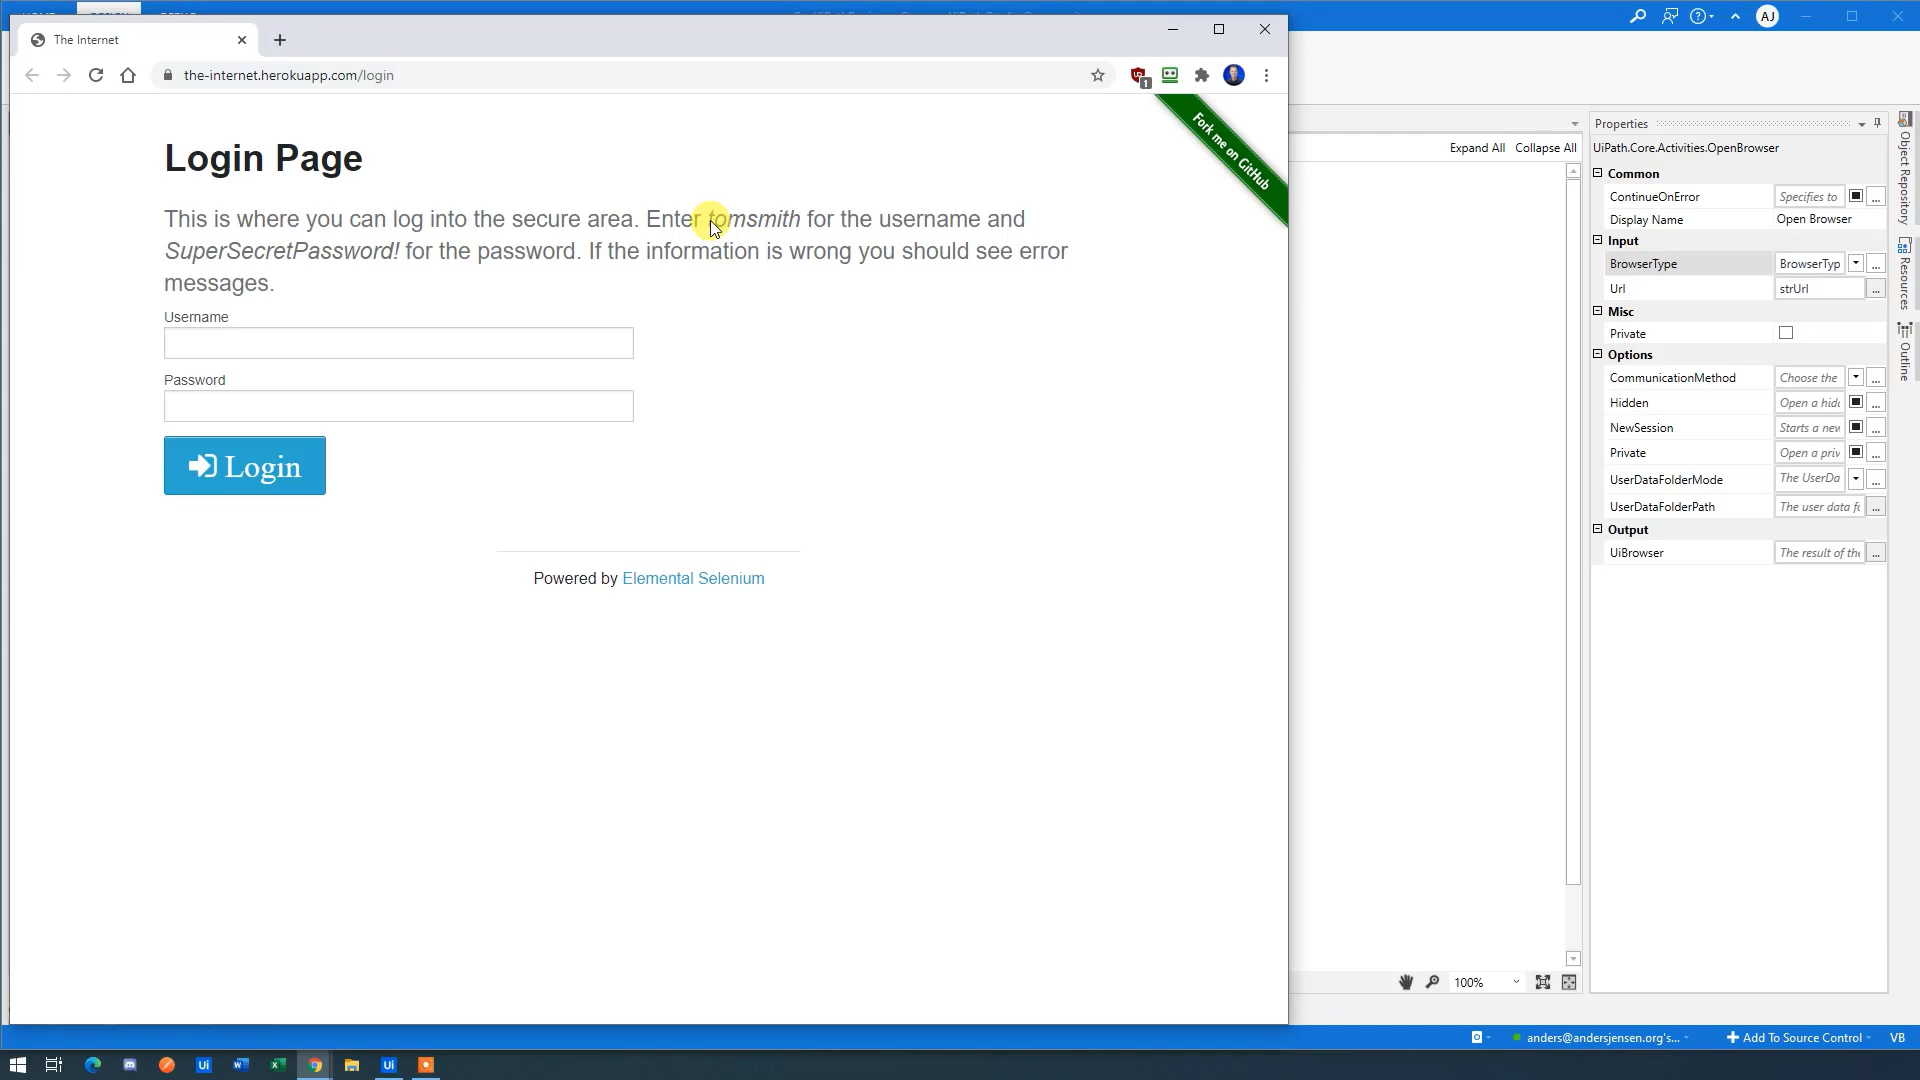 AJ
The Internet
the-internet.herokuapp.com/login
1
Fork me on GitHub
Login Page
This is where you can log into the secure area. Enter tomsmith for the username and
SuperSecretPassword! for the password. If the information is wrong you should see error
messages.
Username
Password
Login
Powered by Elemental Selenium
Expand All Collapse All
Properties
UiPath.Core.Activities.OpenBrowser
Common
ContinueOnError Specifies to ...
Display Name Open Browser
Input
BrowserType BrowserTyp ...
Url strUrl ...
Misc
Private
Options
CommunicationMethod Choose the ...
Hidden Open a hid ...
NewSession Starts a nev ...
Private Open a priv ...
UserDataFolderMode The UserDa ...
UserDataFolderPath The user data f ...
Output
UiBrowser The result of the ...
Object Repository
Resources
Outline
100%
anders@andersjensen.org's...
Add To Source Control
VB
Ui
Ui